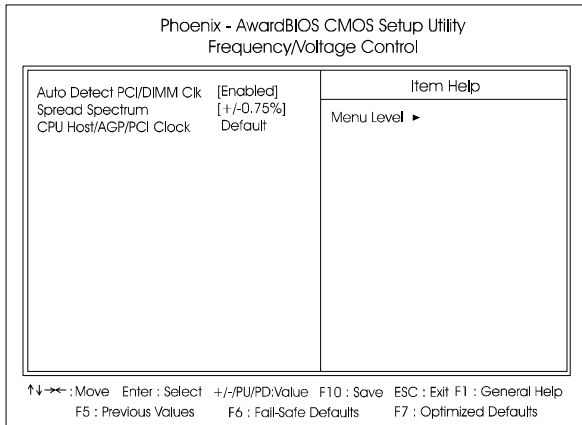 Phoenix - AwardBIOS CMOS Setup Utility
Frequency/Voltage Control
Auto Detect PCI/DIMM Clk [Enabled]
Spread Spectrum [+/-0.75%]
CPU Host/AGP/PCI Clock Default
Item Help
Menu Level ►
↑↓→← : Move Enter : Select +/-/PU/PD:Value F10 : Save ESC : Exit F1 : General Help
F5 : Previous Values F6 : Fail-Safe Defaults F7 : Optimized Defaults